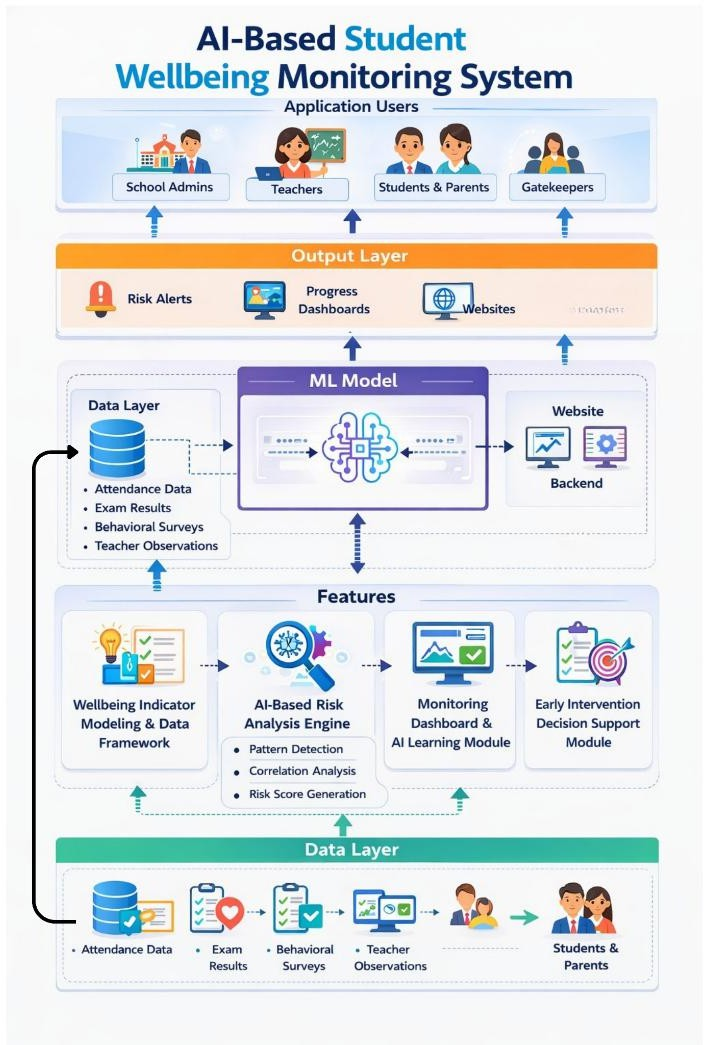 AI-Based Student
Wellbeing Monitoring System
Application Users
School Admins
Teachers
Students & Parents
Gatekeepers
Output Layer
Risk Alerts
Progress
Dashboards
Websites
ML Model
Data Layer
• Attendance Data
• Exam Results
• Behavioral Surveys
• Teacher Observations
Website
Backend
Features
Wellbeing Indicator
Modeling & Data
Framework
AI-Based Risk
Analysis Engine
• Pattern Detection
• Correlation Analysis
• Risk Score Generation
Monitoring
Dashboard &
AI Learning Module
Early Intervention
Decision Support
Module
Data Layer
• Attendance Data
• Exam
Results
• Behavioral
Surveys
• Teacher
Observations
Students &
Parents